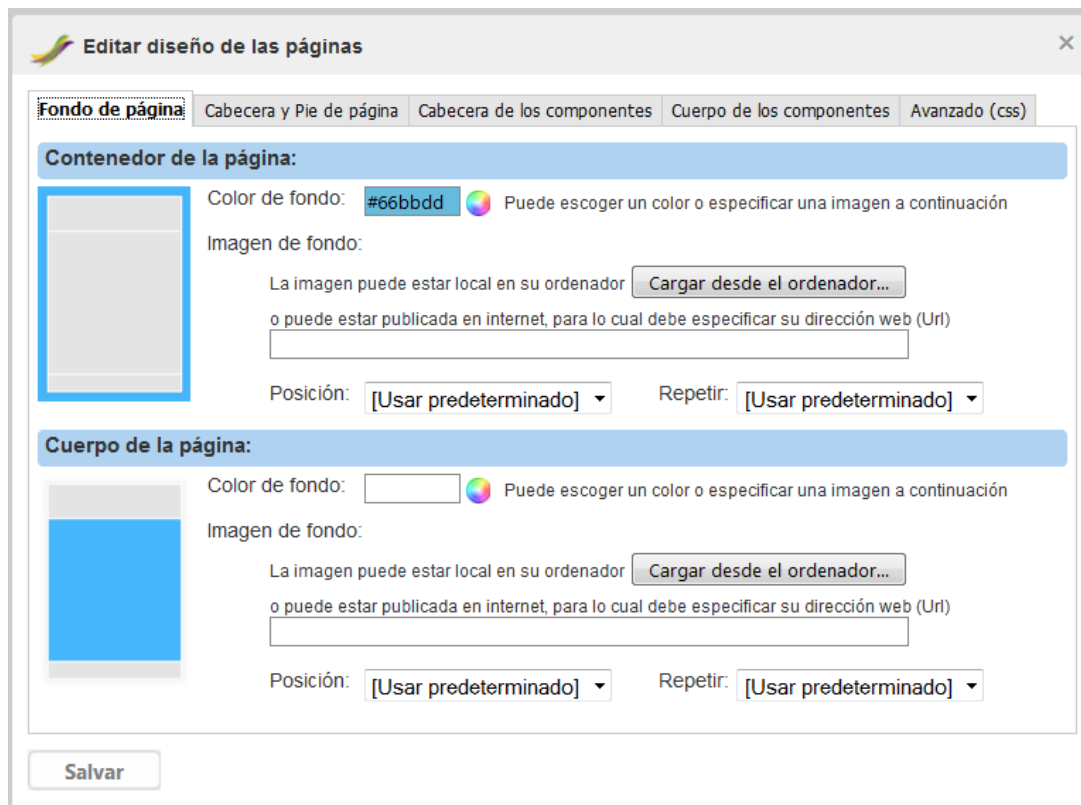 Editar diseño de las páginas
Fondo de página Cabecera y Pie de página Cabecera de los componentes Cuerpo de los componentes Avanzado (css)
Contenedor de la página:
Color de fondo: #66bbdd Puede escoger un color o especificar una imagen a continuación
Imagen de fondo:
La imagen puede estar local en su ordenador Cargar desde el ordenador...
o puede estar publicada en internet, para lo cual debe especificar su dirección web (Url)
Posición: [Usar predeterminado] Repetir: [Usar predeterminado]
Cuerpo de la página:
Color de fondo: Puede escoger un color o especificar una imagen a continuación
Imagen de fondo:
La imagen puede estar local en su ordenador Cargar desde el ordenador...
o puede estar publicada en internet, para lo cual debe especificar su dirección web (Url)
Posición: [Usar predeterminado] Repetir: [Usar predeterminado]
Salvar